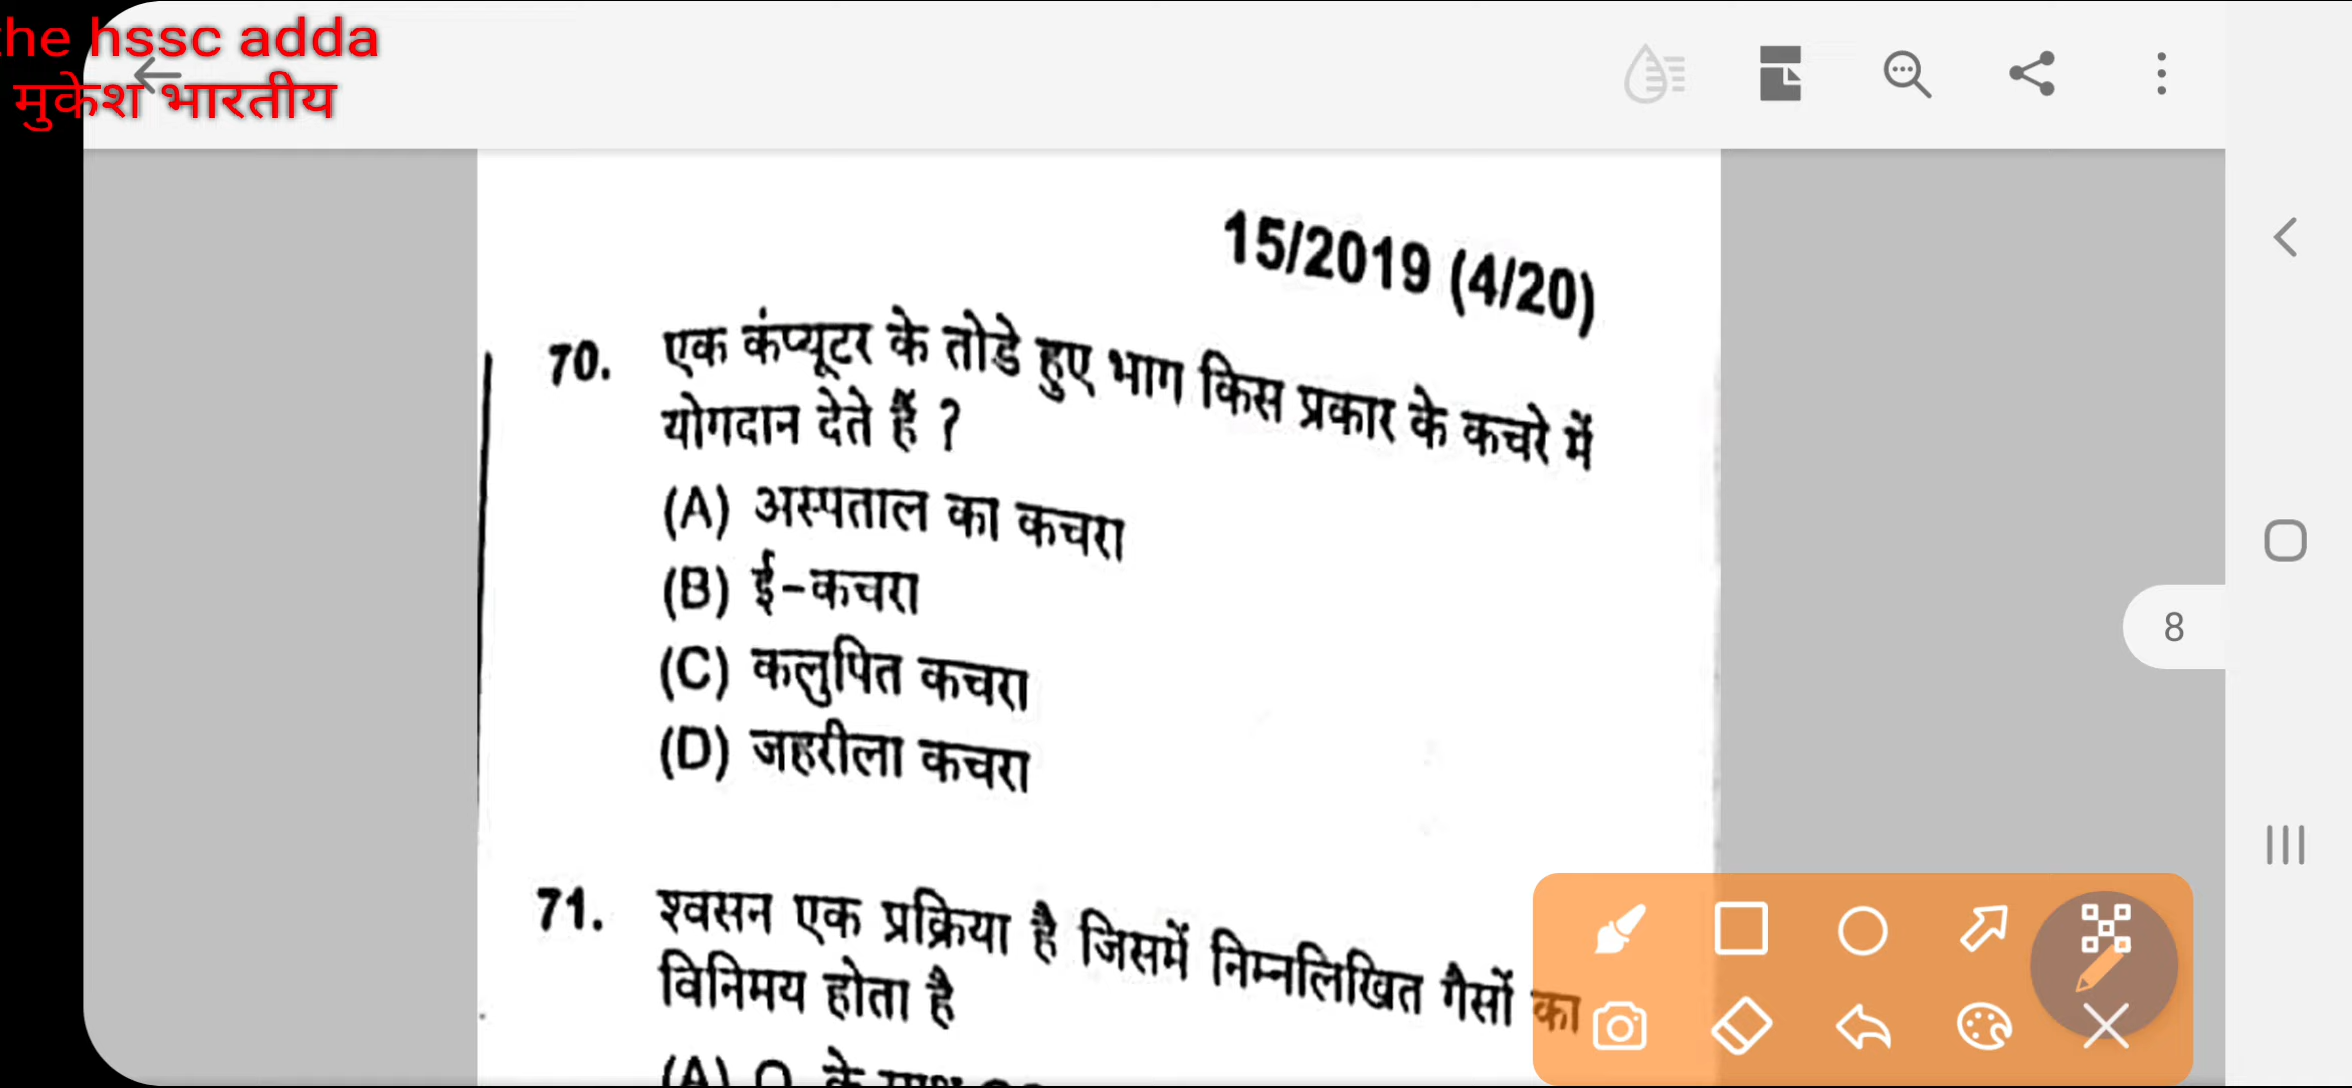 the hssc adda
मुकेश भारतीय
15/2019 (4/20)
70. एक कंप्यूटर के तोडे हुए भाग किस प्रकार के कचरे में
योगदान देते हैं ?
(A) अस्पताल का कचरा
(B) ई-कचरा
(C) कलुषित कचरा
(D) जहरीला कचरा
8
71. श्वसन एक प्रक्रिया है जिसमें निम्नलिखित गैसों का
विनिमय होता है
(A) O के साथ